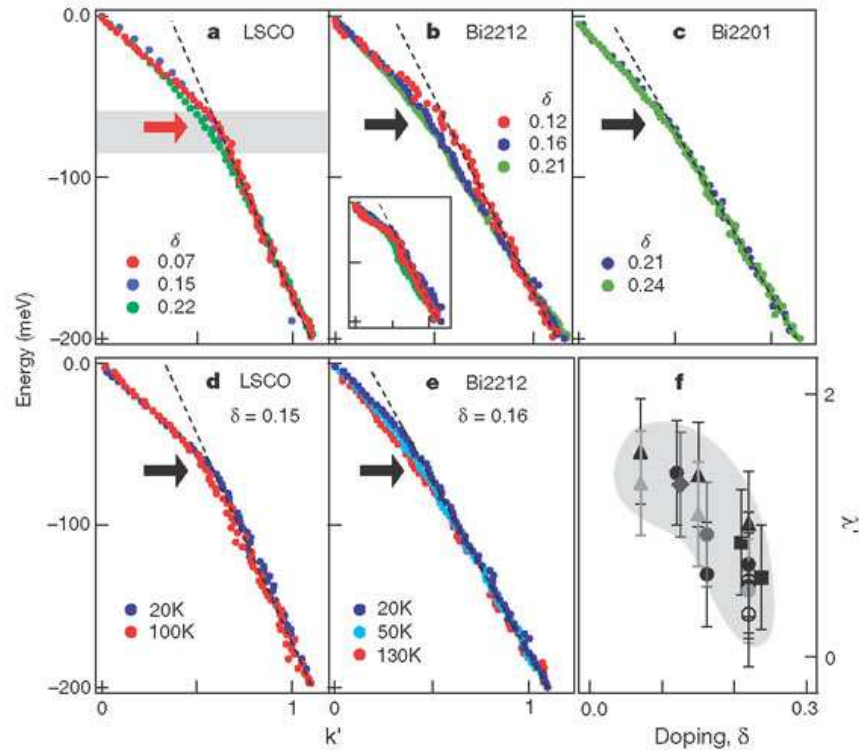 a LSCO
b Bi2212
c Bi2201
0.0
−100
−200
Energy (meV)
δ
0.07
0.15
0.22
δ
0.12
0.16
0.21
δ
0.21
0.24
d LSCO
δ = 0.15
e Bi2212
δ = 0.16
f
0.0
−100
−200
20K
100K
20K
50K
130K
2
0
λ'
0
1
0
1
k'
0.0
0.3
Doping, δ